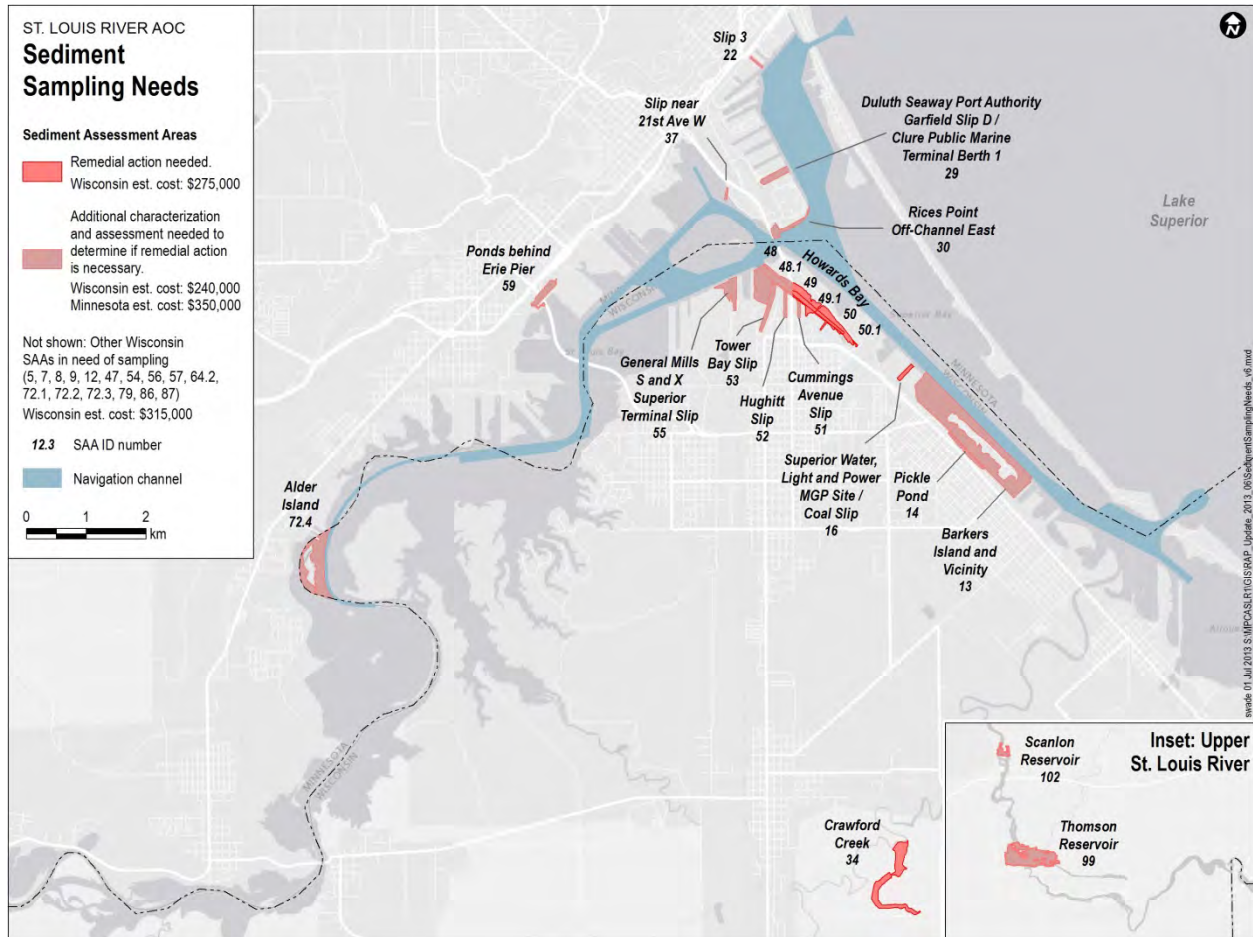 ST. LOUIS RIVER AOC
Sediment
Sampling Needs
Sediment Assessment Areas
Remedial action needed.
Wisconsin est. cost: $275,000
Additional characterization
and assessment needed to
determine if remedial action
is necessary.
Wisconsin est. cost: $240,000
Minnesota est. cost: $350,000
Not shown: Other Wisconsin
SAAs in need of sampling
(5, 7, 8, 9, 12, 47, 54, 56, 57, 64.2,
72.1, 72.2, 72.3, 79, 86, 87)
Wisconsin est. cost: $315,000
12.3 SAA ID number
Navigation channel
0 1 2
km
N
Slip 3
22
Slip near
21st Ave W
37
Duluth Seaway Port Authority
Garfield Slip D /
Clure Public Marine
Terminal Berth 1
29
Rices Point
Off-Channel East
30
Lake
Superior
Ponds behind
Erie Pier
59
48
48.1
49
49.1
50
50.1
Howards Bay
Superior Bay
MINNESOTA
WISCONSIN
General Mills
S and X
Superior
Terminal Slip
55
Tower
Bay Slip
53
Hughitt
Slip
52
Cummings
Avenue
Slip
51
Superior Water,
Light and Power
MGP Site /
Coal Slip
16
Pickle
Pond
14
Barkers
Island and
Vicinity
13
Alder
Island
72.4
MINNESOTA
WISCONSIN
Crawford
Creek
34
Inset: Upper
St. Louis River
Scanlon
Reservoir
102
Thomson
Reservoir
99